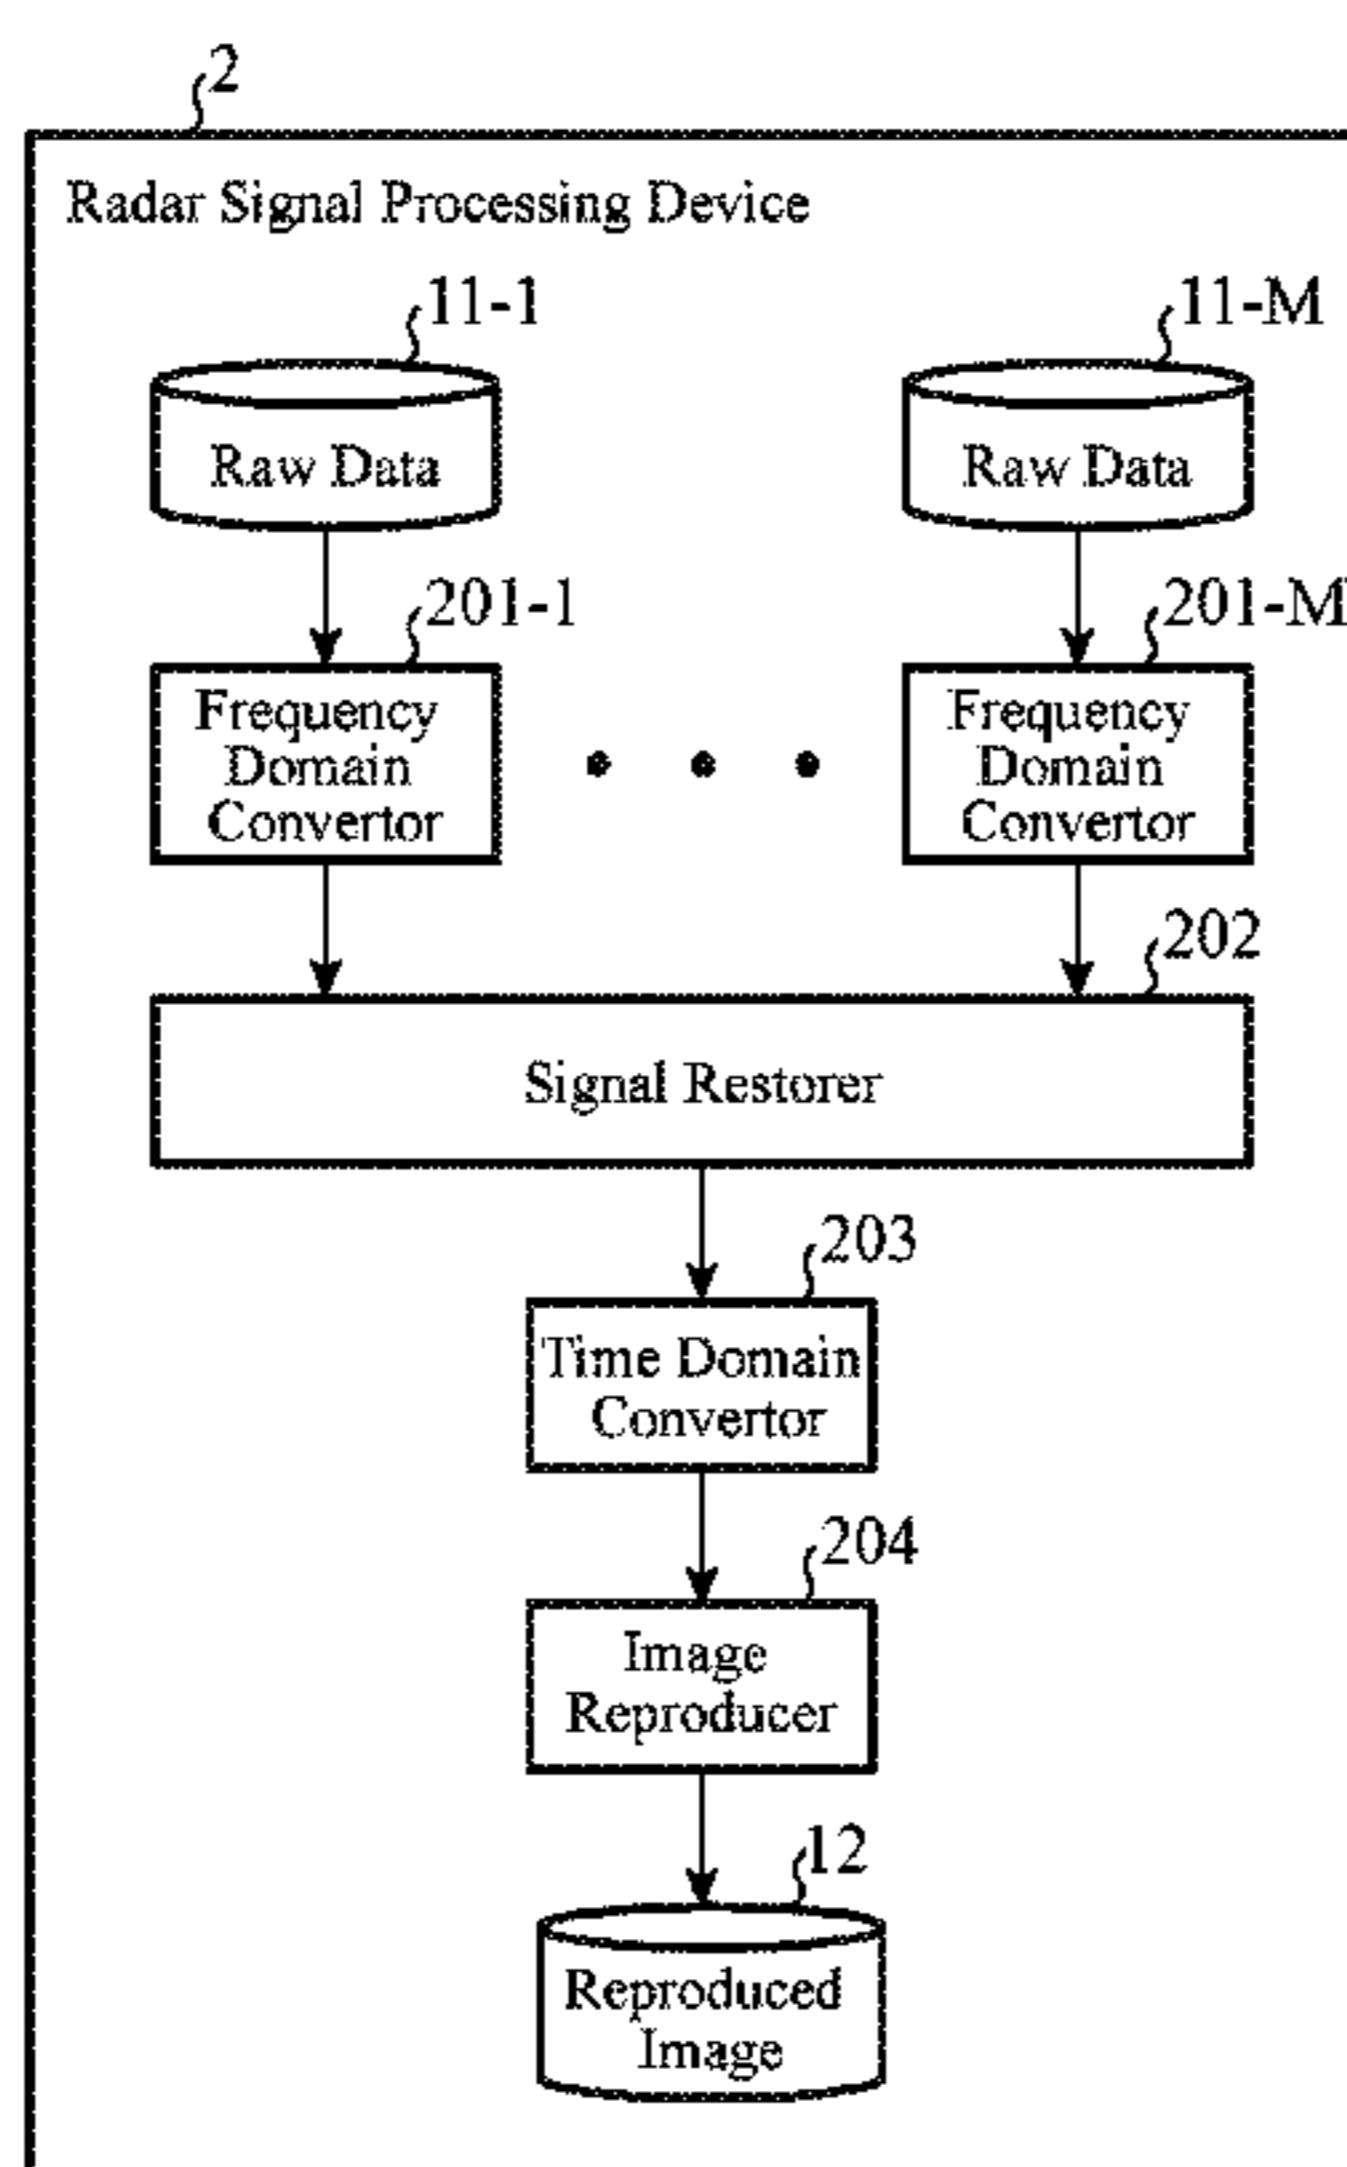 2
Radar Signal Processing Device
11-1
11-M
Raw Data
Raw Data
201-1
201-M
Frequency
Domain
Convertor
Frequency
Domain
Convertor
202
Signal Restorer
203
Time Domain
Convertor
204
Image
Reproducer
12
Reproduced
Image